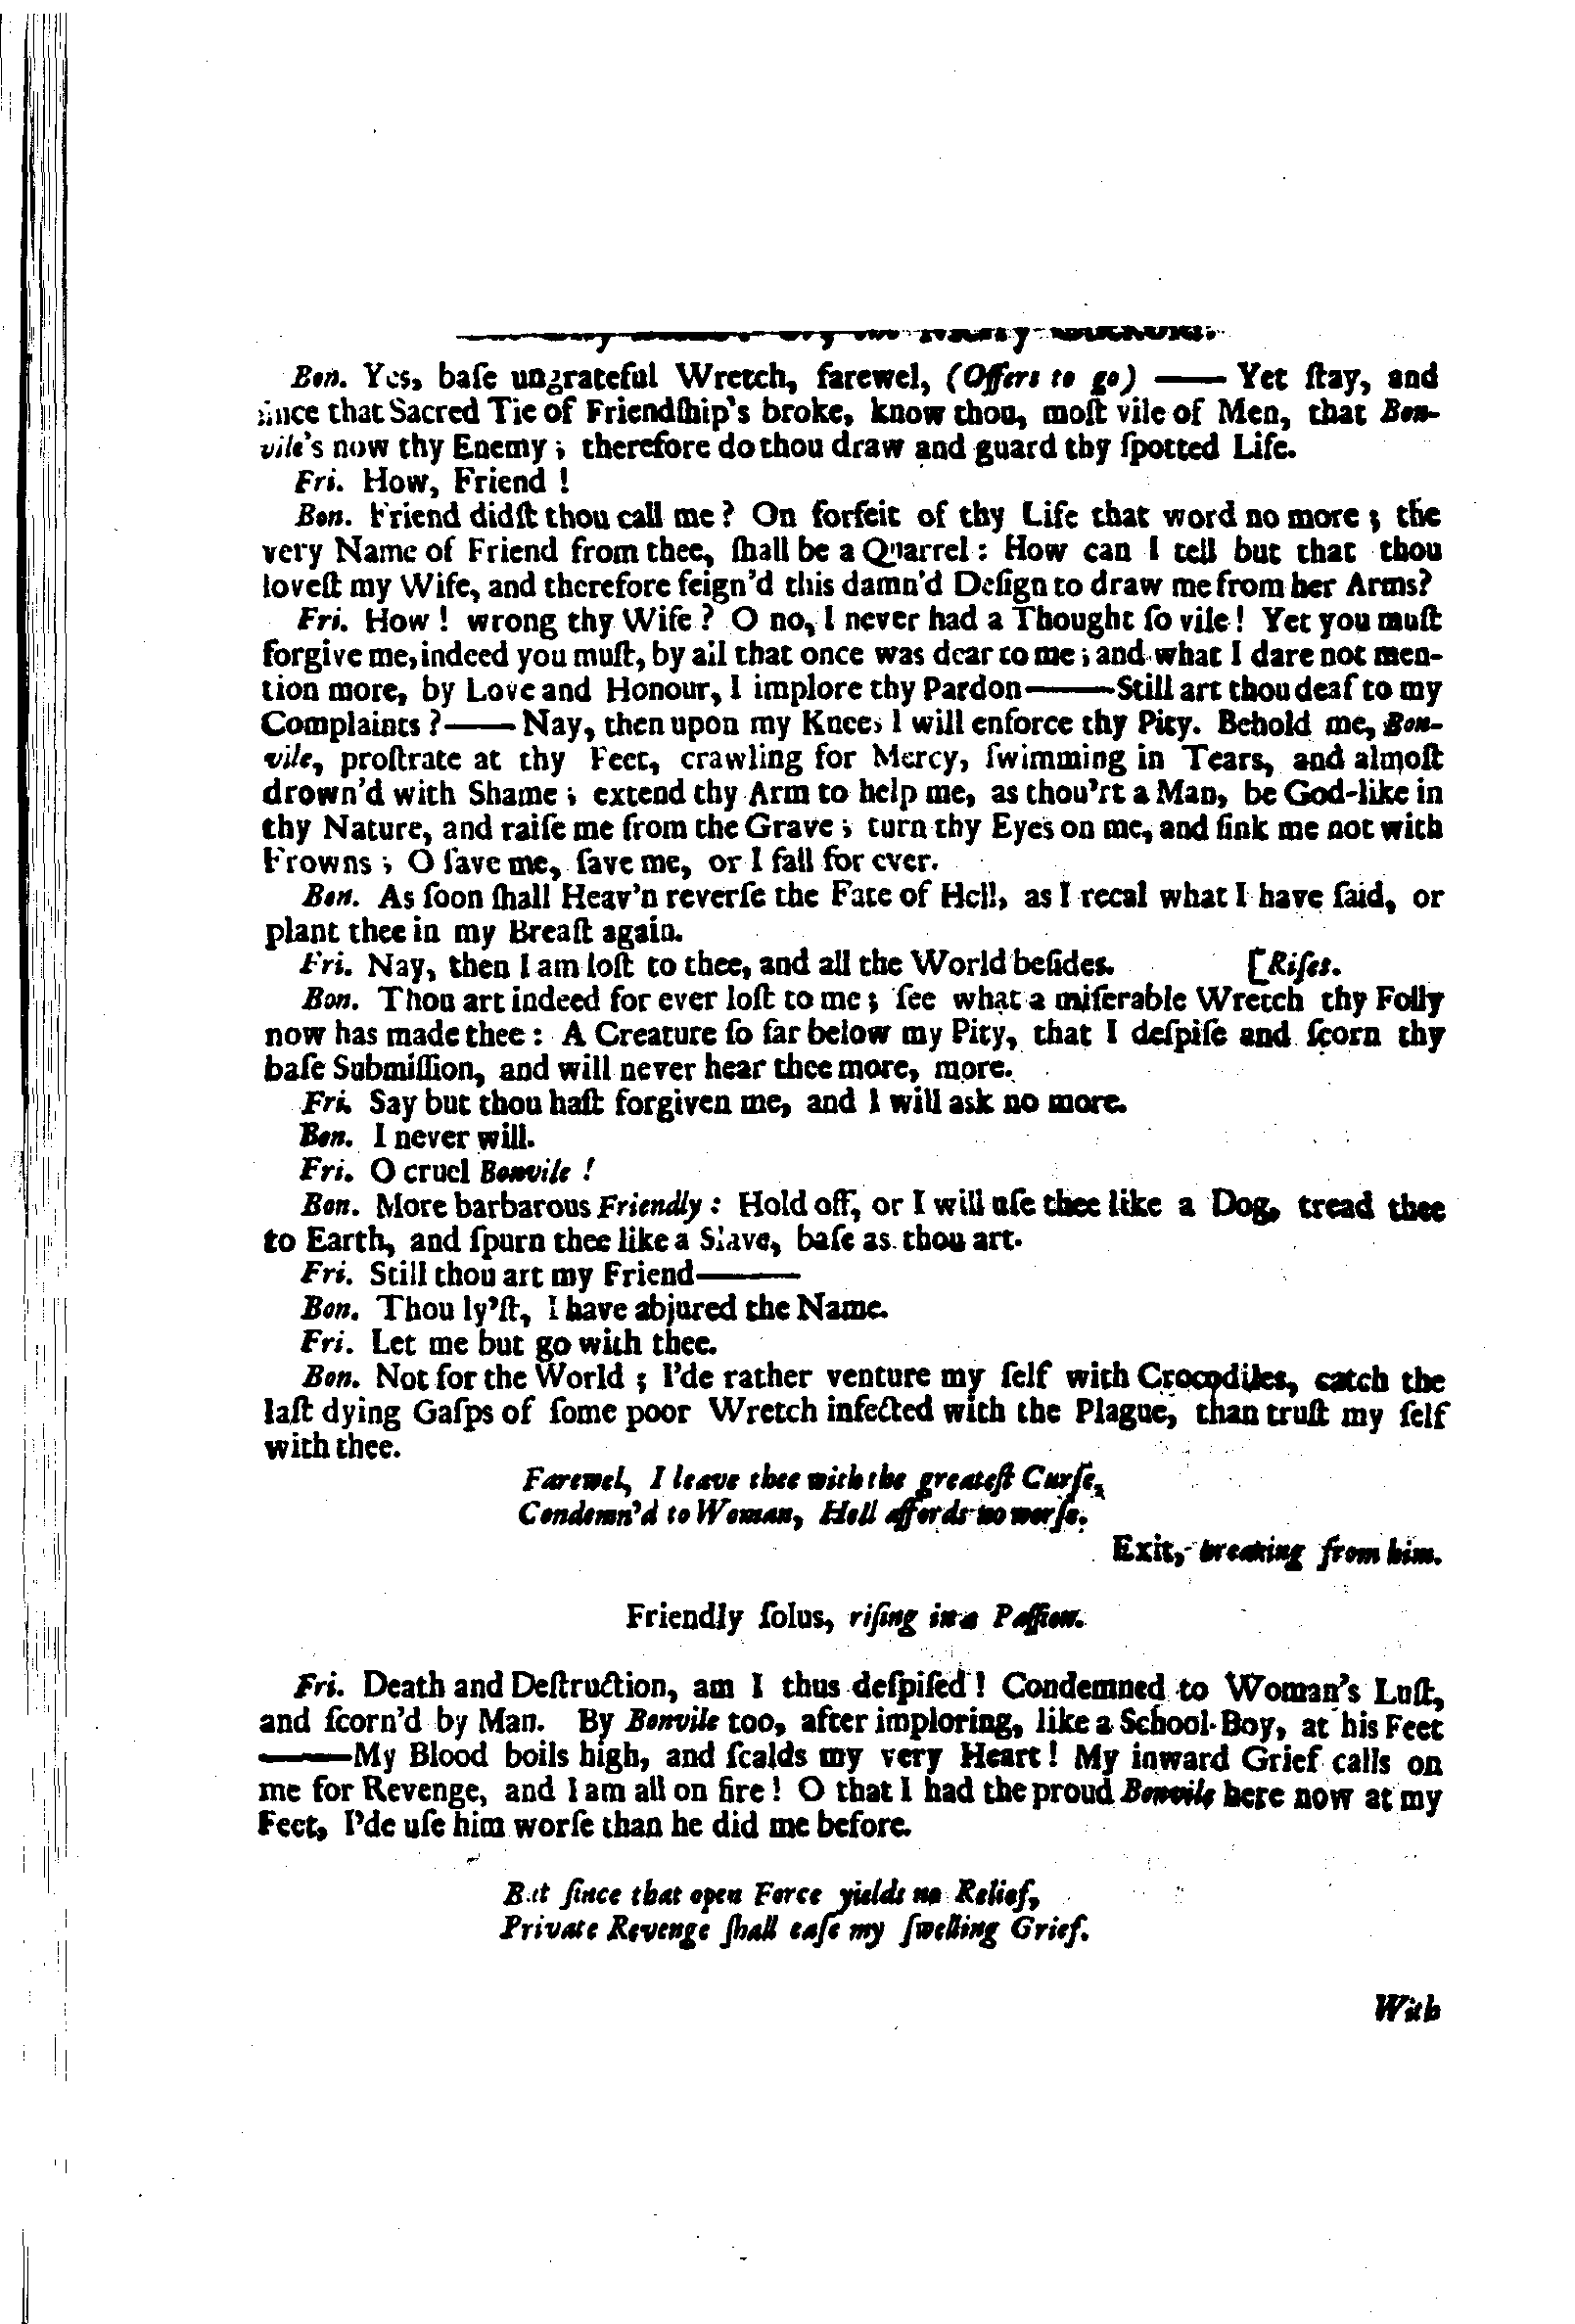 Bon. Yes, baſe ungrateful Wretch, farewel, (Offers to go) —— Yet ſtay, and
ſince that Sacred Tie of Friendſhip's broke, know thou, moſt vile of Men, that Bon-
vile's now thy Enemy; therefore do thou draw and guard thy ſpotted Life.
Fri. How, Friend !
Bon. Friend didſt thou call me? On forfeit of thy Life that word no more; the
very Name of Friend from thee, ſhall be a Quarrel: How can I tell but that thou
loveſt my Wife, and therefore feign'd this damn'd Deſign to draw me from her Arms?
Fri. How! wrong thy Wife? O no, I never had a Thought ſo vile! Yet you muſt
forgive me, indeed you muſt, by all that once was dear to me; and what I dare not men-
tion more, by Love and Honour, I implore thy Pardon——Still art thou deaf to my
Complaints?—— Nay, then upon my Knees I will enforce thy Pity. Behold me, Bon-
vile, proſtrate at thy Feet, crawling for Mercy, ſwimming in Tears, and almoſt
drown'd with Shame; extend thy Arm to help me, as thou'rt a Man, be God-like in
thy Nature, and raiſe me from the Grave; turn thy Eyes on me, and ſink me not with
Frowns; O ſave me, ſave me, or I fall for ever.
Bon. As ſoon ſhall Heav'n reverſe the Fate of Hell, as I recal what I have ſaid, or
plant thee in my Breaſt again.
Fri. Nay, then I am loſt to thee, and all the World beſides. [Riſes.
Bon. Thou art indeed for ever loſt to me; ſee what a miſerable Wretch thy Folly
now has made thee: A Creature ſo far below my Pity, that I deſpiſe and ſcorn thy
baſe Submiſſion, and will never hear thee more, more.
Fri. Say but thou haſt forgiven me, and I will ask no more.
Bon. I never will.
Fri. O cruel Bonvile !
Bon. More barbarous Friendly: Hold off, or I will uſe thee like a Dog, tread thee
to Earth, and ſpurn thee like a Slave, baſe as thou art.
Fri. Still thou art my Friend——
Bon. Thou ly'ſt, I have abjured the Name.
Fri. Let me but go with thee.
Bon. Not for the World; I'de rather venture my ſelf with Crocodiles, catch the
laſt dying Gaſps of ſome poor Wretch infected with the Plague, than truſt my ſelf
with thee.
Farewel, I leave thee with the greateſt Curſe,
Condemn'd to Woman, Hell affords no worſe.
Exit, breaking from him.
Friendly ſolus, riſing in a Paſſion.
Fri. Death and Deſtruction, am I thus deſpiſed! Condemned to Woman's Luſt,
and ſcorn'd by Man. By Bonvile too, after imploring, like a School-Boy, at his Feet
——My Blood boils high, and ſcalds my very Heart! My inward Grief calls on
me for Revenge, and I am all on fire! O that I had the proud Bonvile here now at my
Feet, I'de uſe him worſe than he did me before.
But ſince that open Force yields no Relief,
Private Revenge ſhall eaſe my ſwelling Grief.
With